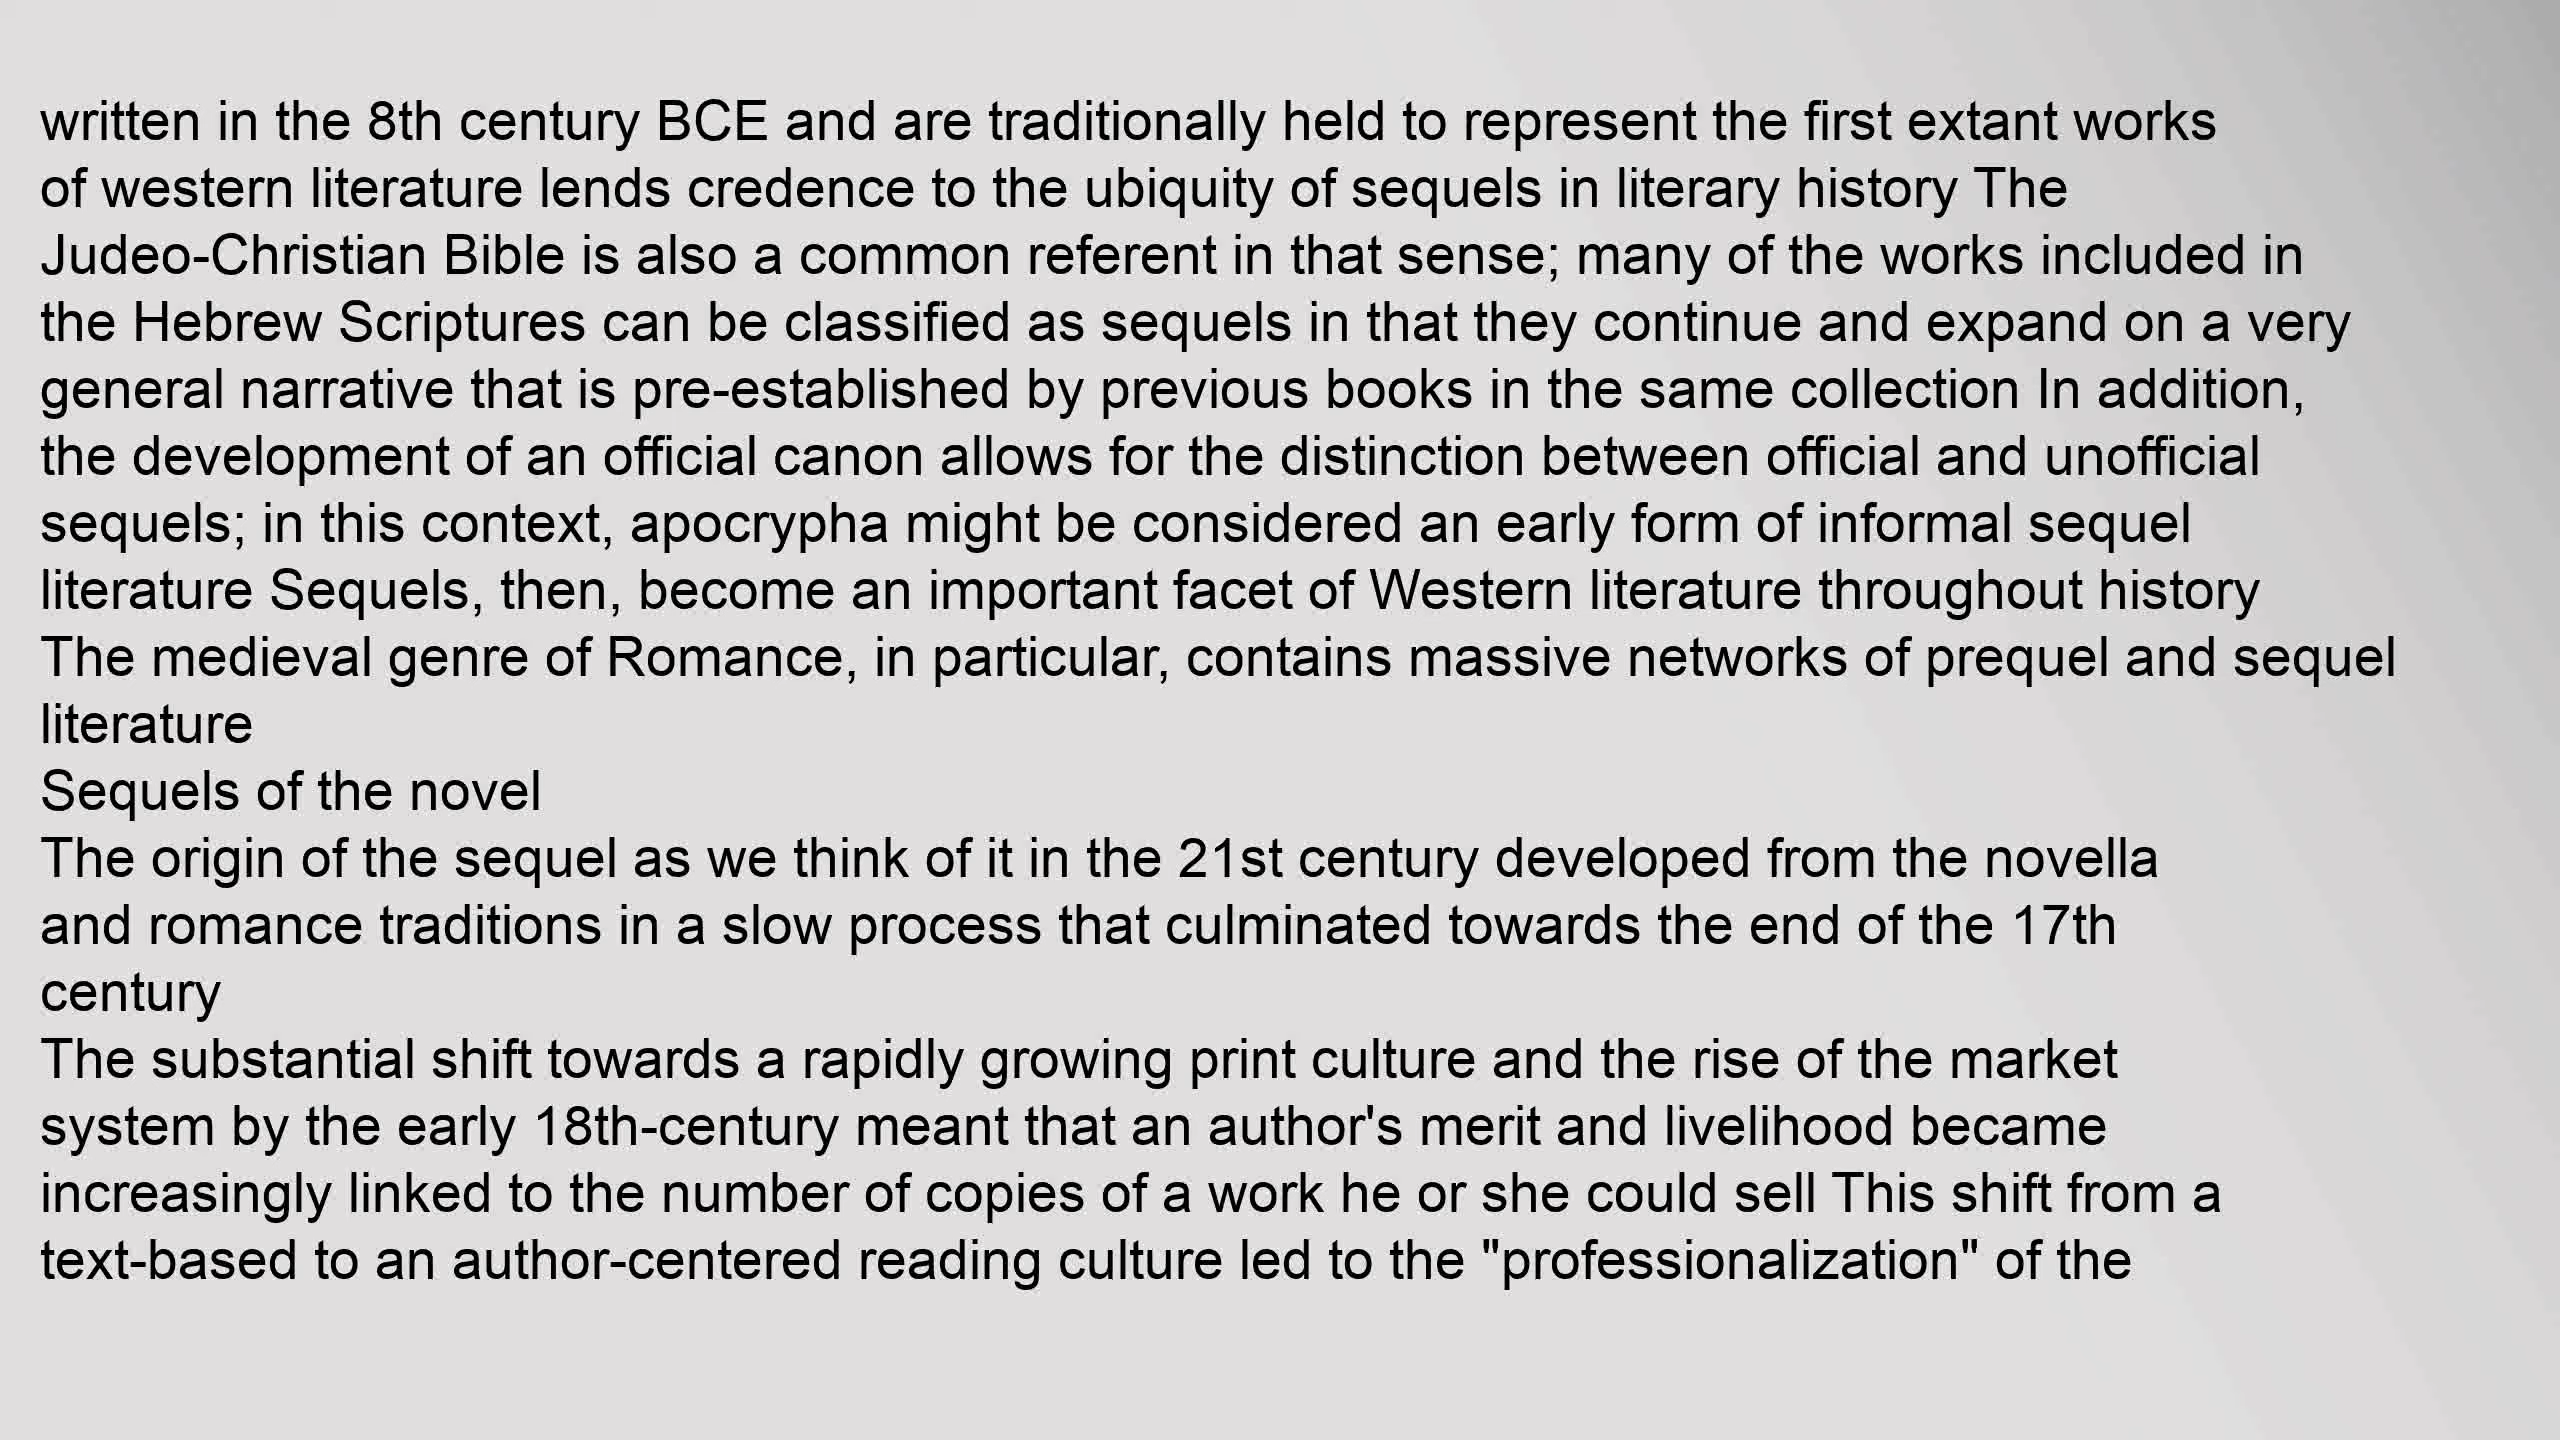 written in the 8th century BCE and are traditionally held to represent the first extant works
of western literature lends credence to the ubiquity of sequels in literary history The
Judeo-Christian Bible is also a common referent in that sense; many of the works included in
the Hebrew Scriptures can be classified as sequels in that they continue and expand on a very
general narrative that is pre-established by previous books in the same collection In addition,
the development of an official canon allows for the distinction between official and unofficial
sequels; in this context, apocrypha might be considered an early form of informal sequel
literature Sequels, then, become an important facet of Western literature throughout history
The medieval genre of Romance, in particular, contains massive networks of prequel and sequel
literature
Sequels of the novel
The origin of the sequel as we think of it in the 21st century developed from the novella
and romance traditions in a slow process that culminated towards the end of the 17th
century
The substantial shift towards a rapidly growing print culture and the rise of the market
system by the early 18th-century meant that an author's merit and livelihood became
increasingly linked to the number of copies of a work he or she could sell This shift from a
text-based to an author-centered reading culture led to the "professionalization" of the